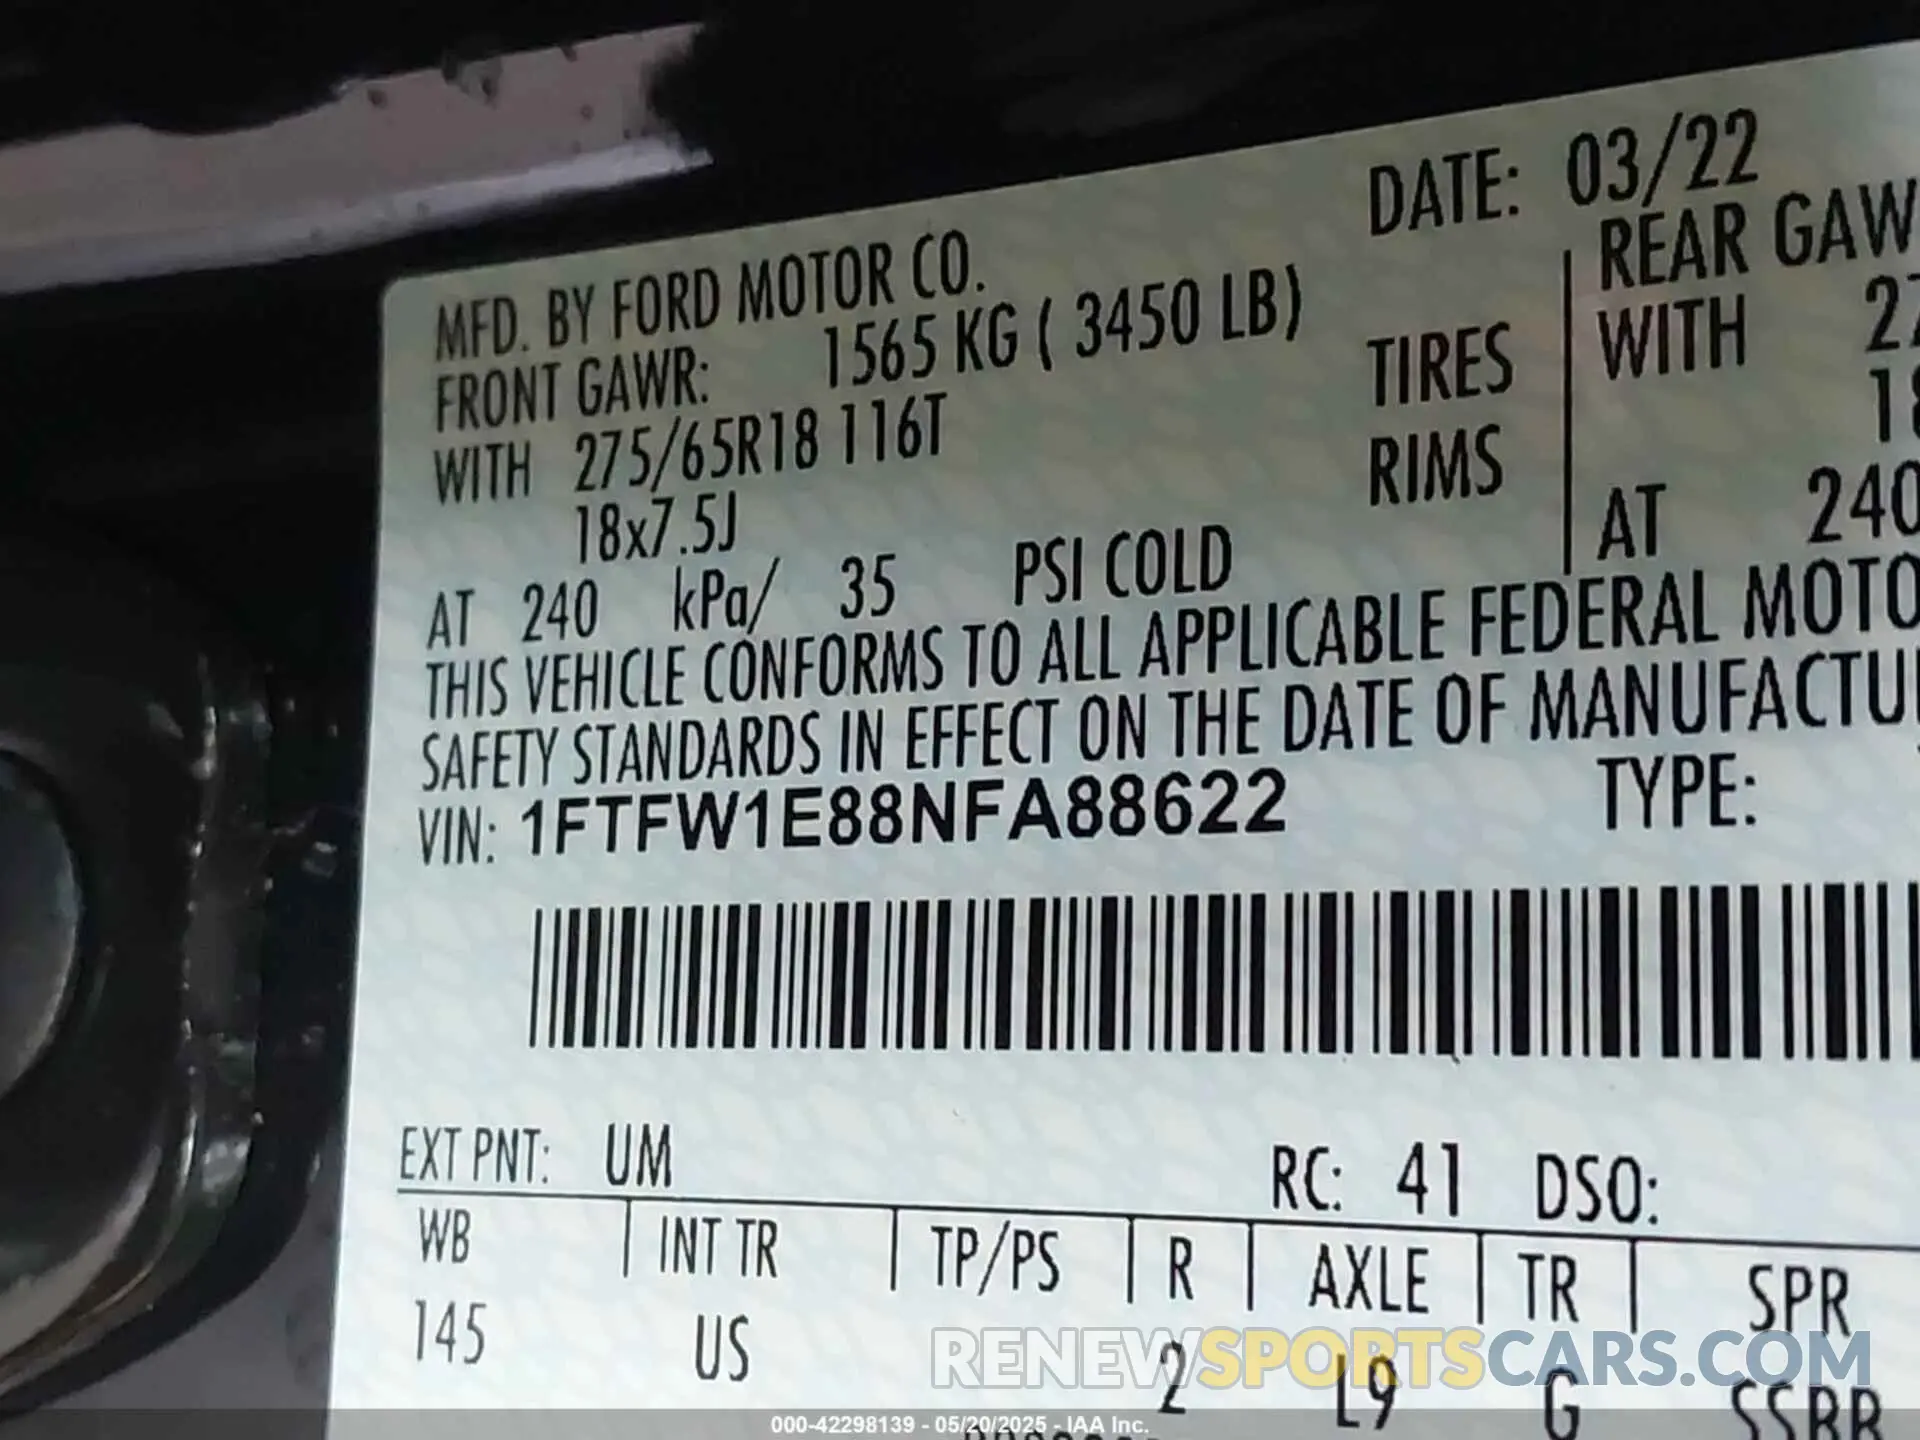 DATE: 03/22
MFD. BY FORD MOTOR CO.
FRONT GAWR: 1565 KG ( 3450 LB)
REAR GAW
WITH 275/65R18 116T
TIRES
WITH 27
18x7.5J
RIMS
18
AT 240 kPa/ 35 PSI COLD
AT 240
THIS VEHICLE CONFORMS TO ALL APPLICABLE FEDERAL MOTO
SAFETY STANDARDS IN EFFECT ON THE DATE OF MANUFACTU
VIN: 1FTFW1E88NFA88622
TYPE:
EXT PNT: UM
RC: 41 DSO:
WB INT TR TP/PS R AXLE TR SPR
145 US 2 L9 G SSBB
RENEWSPORTSCARS.COM
000-42298139 - 05/20/2025 - IAA Inc.